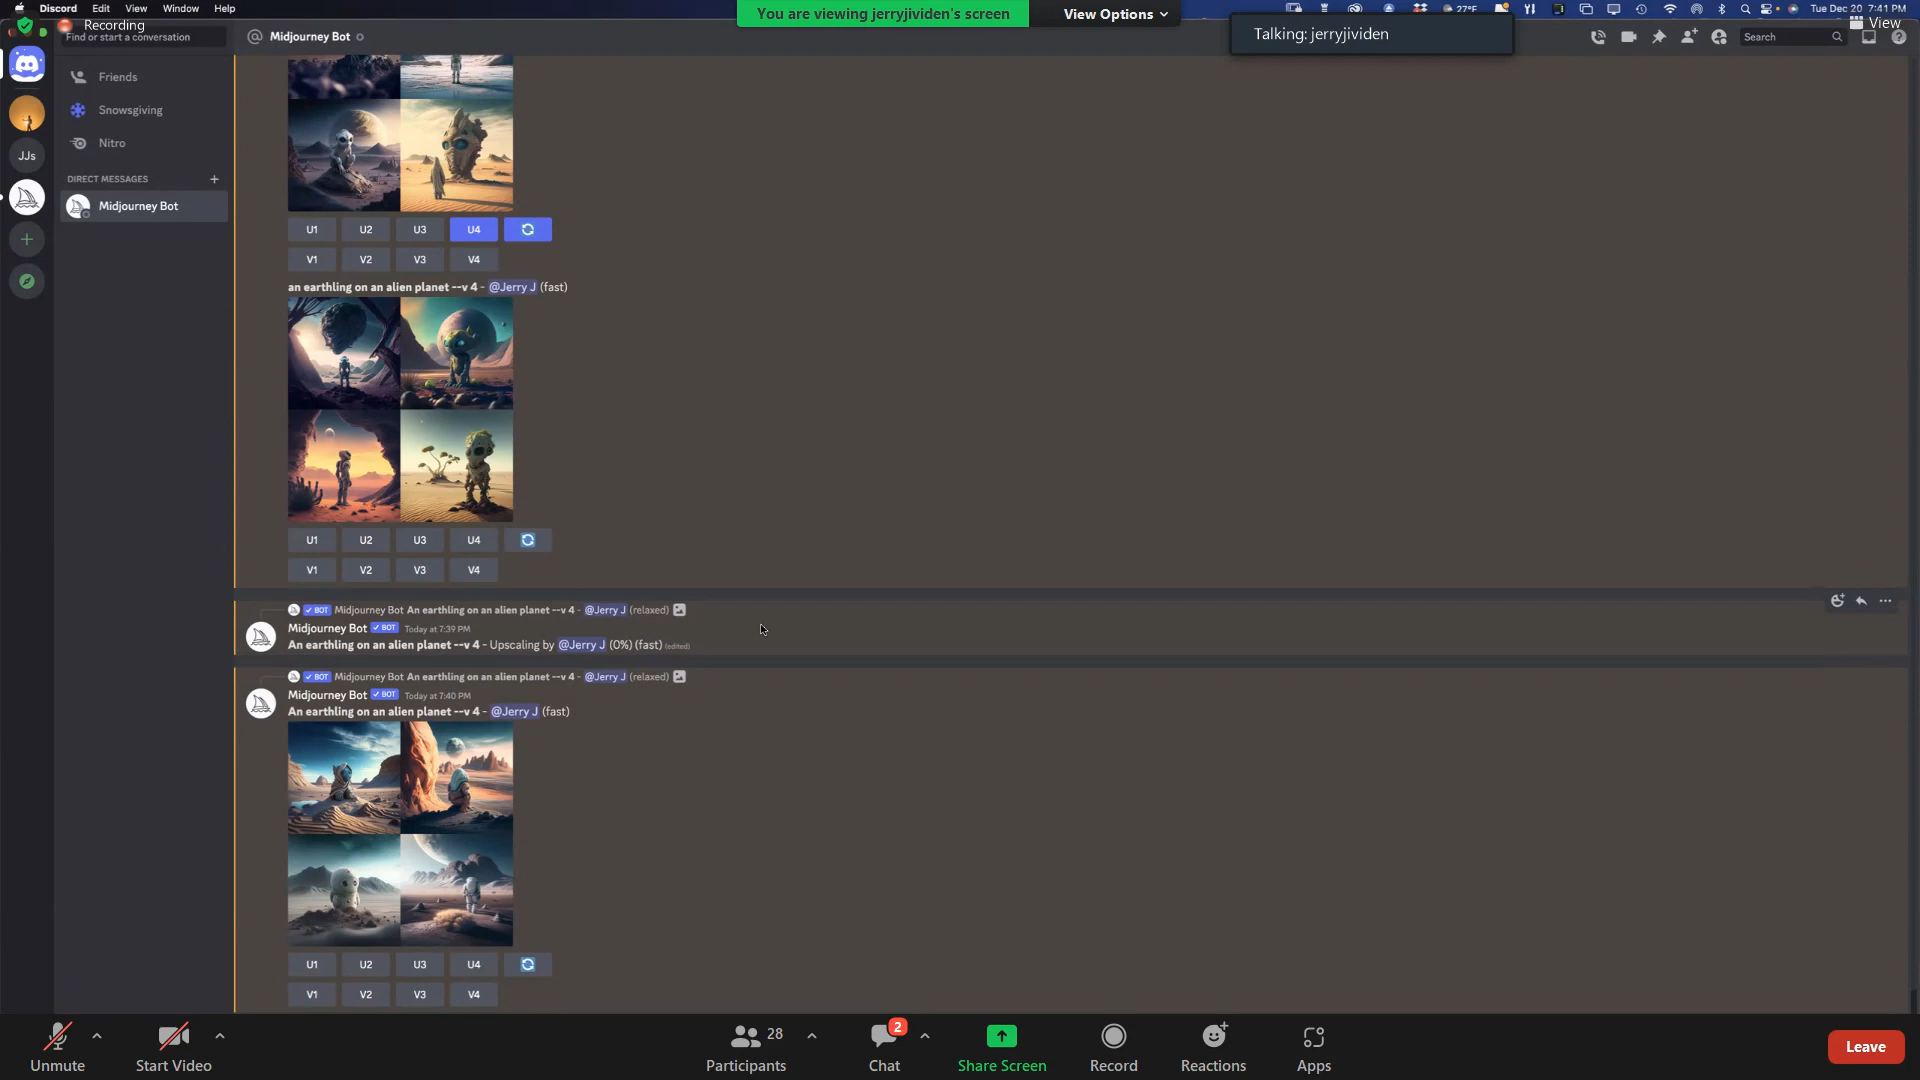 Discord Edit View Window Help
You are viewing jerryjividen's screen
View Options
27°F
Tue Dec 20 7:41 PM
Recording
Talking: jerryjividen
View
Find or start a conversation
@ Midjourney Bot
Search
Friends
Snowsgiving
Nitro
JJs
DIRECT MESSAGES +
Midjourney Bot
U1 U2 U3 U4
V1 V2 V3 V4
an earthling on an alien planet --v 4 - @Jerry J (fast)
U1 U2 U3 U4
V1 V2 V3 V4
✓ BOT Midjourney Bot An earthling on an alien planet --v 4 - @Jerry J (relaxed)
Midjourney Bot ✓ BOT Today at 7:39 PM
An earthling on an alien planet --v 4 - Upscaling by @Jerry J (0%) (fast) (edited)
✓ BOT Midjourney Bot An earthling on an alien planet --v 4 - @Jerry J (relaxed)
Midjourney Bot ✓ BOT Today at 7:40 PM
An earthling on an alien planet --v 4 - @Jerry J (fast)
U1 U2 U3 U4
V1 V2 V3 V4
28
2
Unmute
Start Video
Participants
Chat
Share Screen
Record
Reactions
Apps
Leave